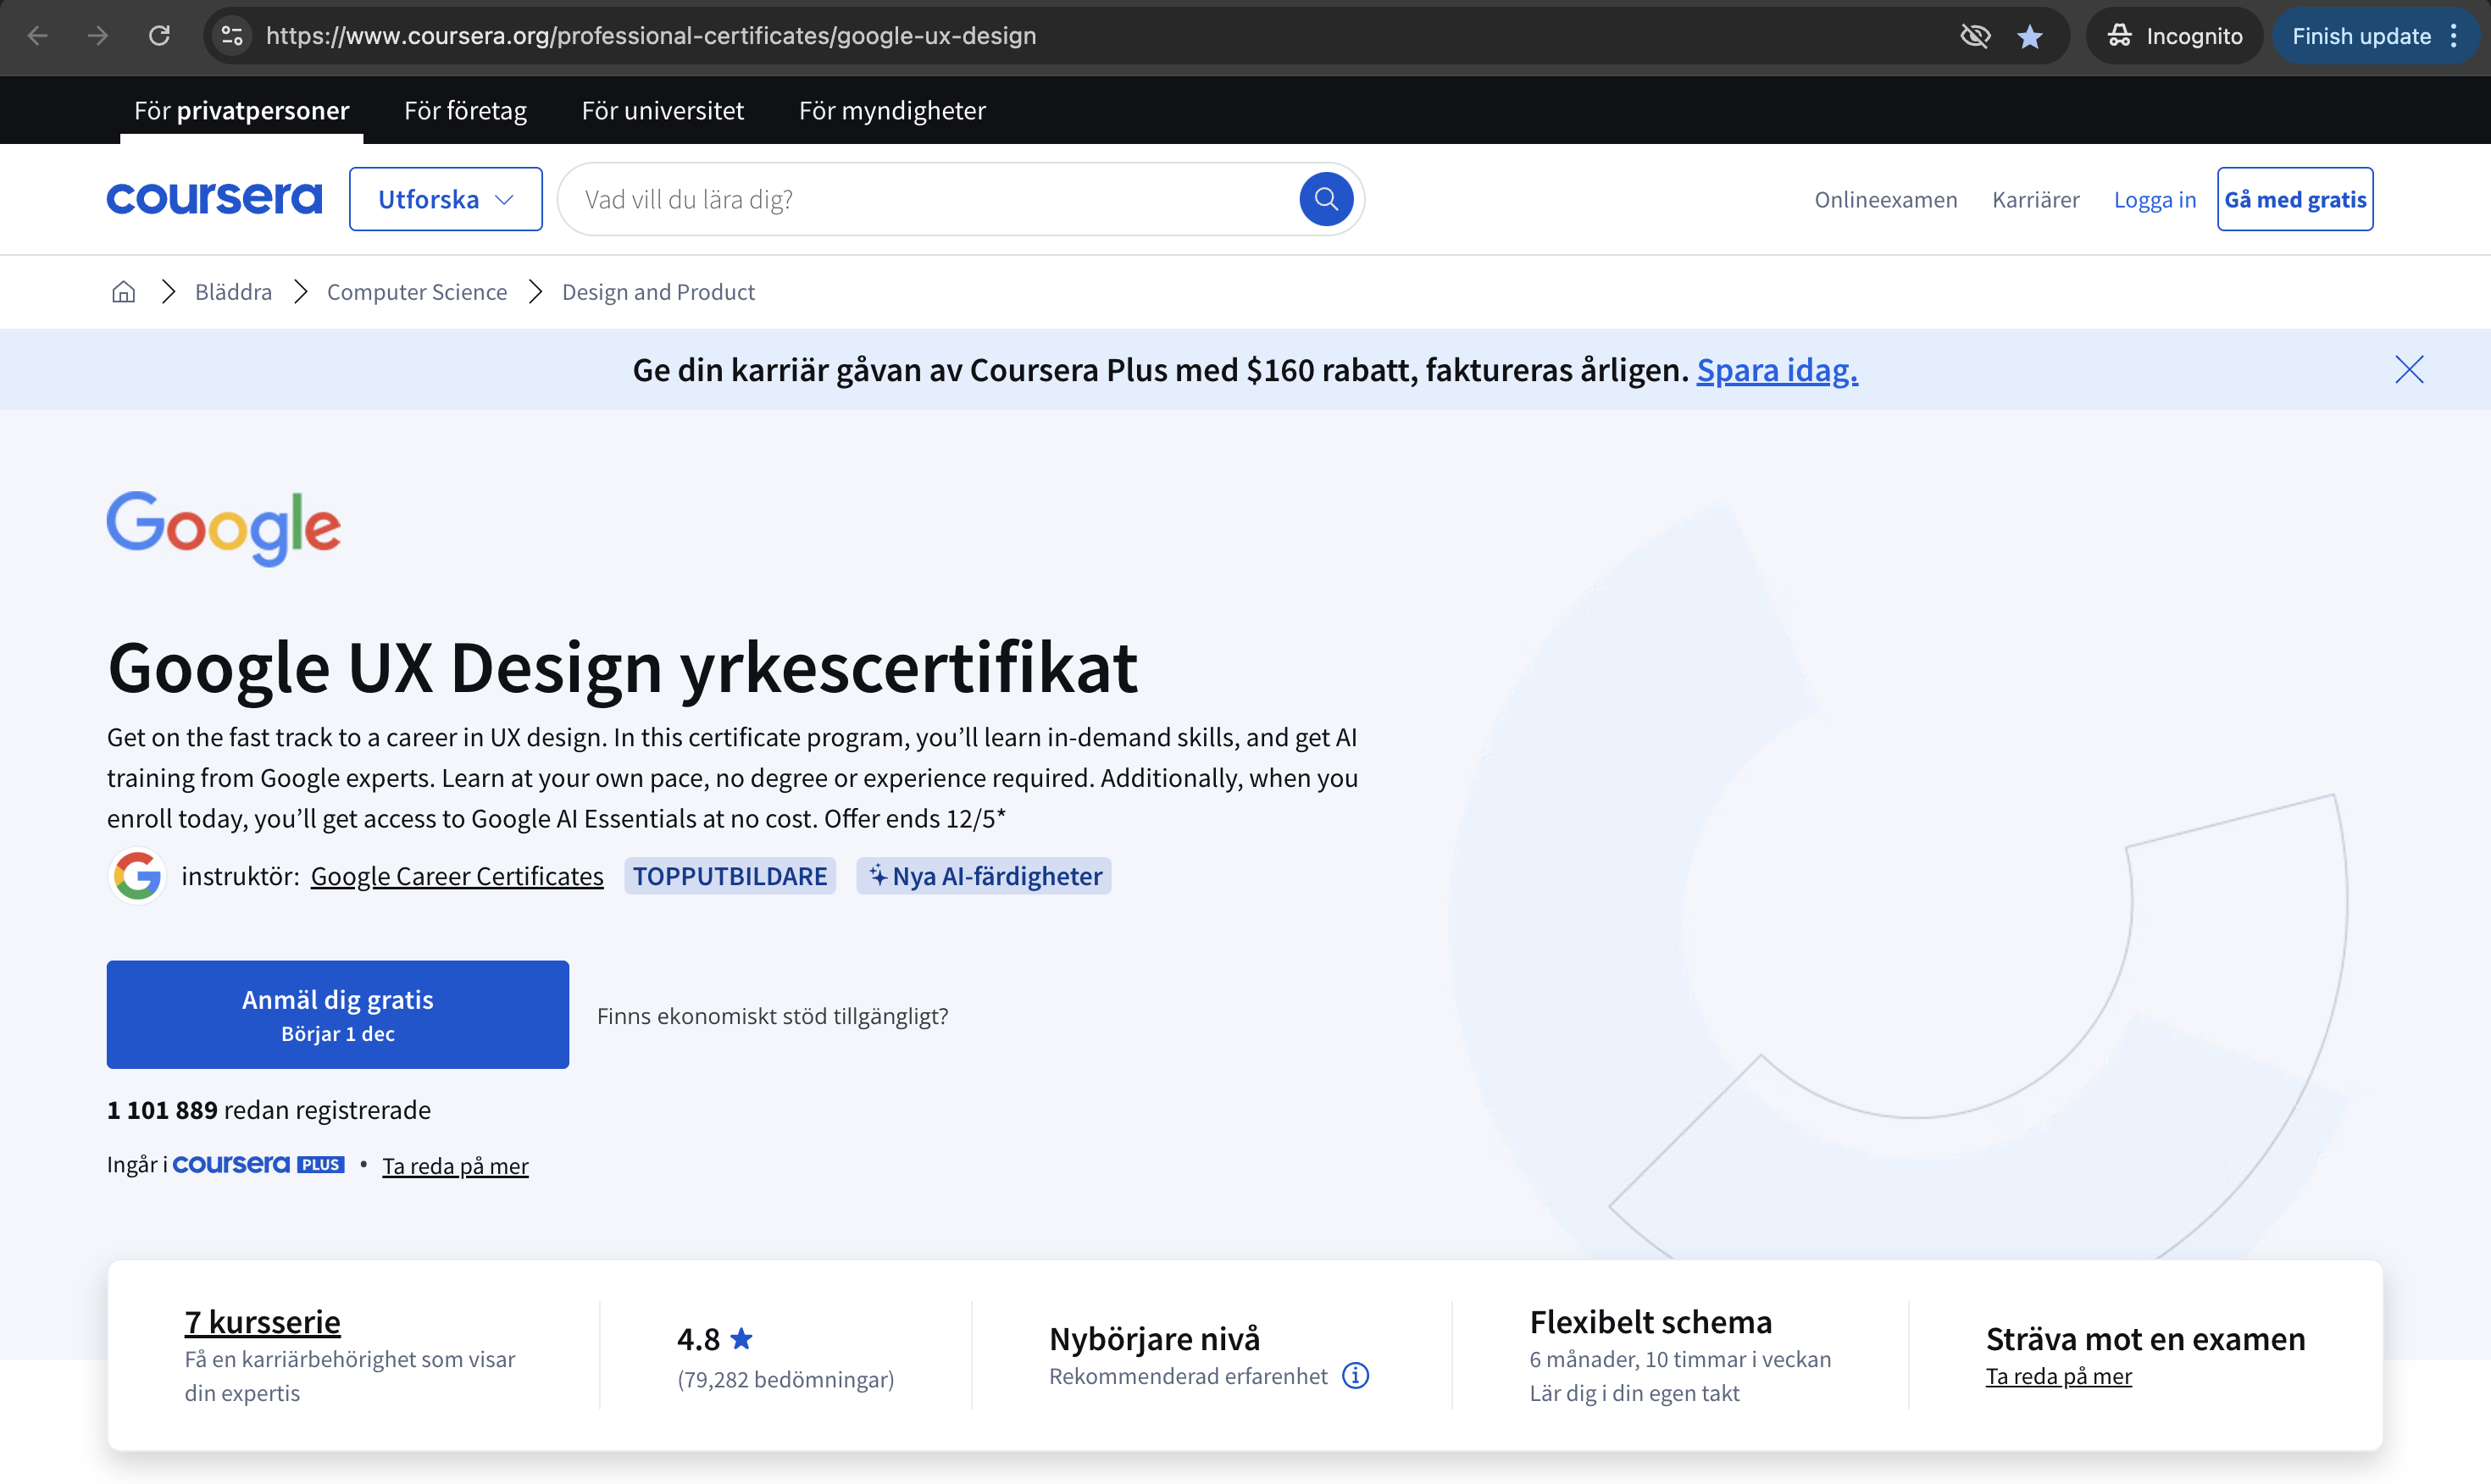 https://www.coursera.org/professional-certificates/google-ux-design
Incognito
Finish update
För privatpersoner
För företag
För universitet
För myndigheter
coursera
Utforska
Vad vill du lära dig?
Onlineexamen
Karriärer
Logga in
Gå med gratis
Bläddra
Computer Science
Design and Product
Ge din karriär gåvan av Coursera Plus med $160 rabatt, faktureras årligen. Spara idag.
Google
Google UX Design yrkescertifikat
Get on the fast track to a career in UX design. In this certificate program, you’ll learn in-demand skills, and get AI
training from Google experts. Learn at your own pace, no degree or experience required. Additionally, when you
enroll today, you’ll get access to Google AI Essentials at no cost. Offer ends 12/5*
instruktör: Google Career Certificates
TOPPUTBILDARE
Nya AI-färdigheter
Anmäl dig gratis
Börjar 1 dec
Finns ekonomiskt stöd tillgängligt?
1 101 889 redan registrerade
Ingår i coursera PLUS • Ta reda på mer
7 kursserie
Få en karriärbehörighet som visar
din expertis
4.8
(79,282 bedömningar)
Nybörjare nivå
Rekommenderad erfarenhet
Flexibelt schema
6 månader, 10 timmar i veckan
Lär dig i din egen takt
Sträva mot en examen
Ta reda på mer